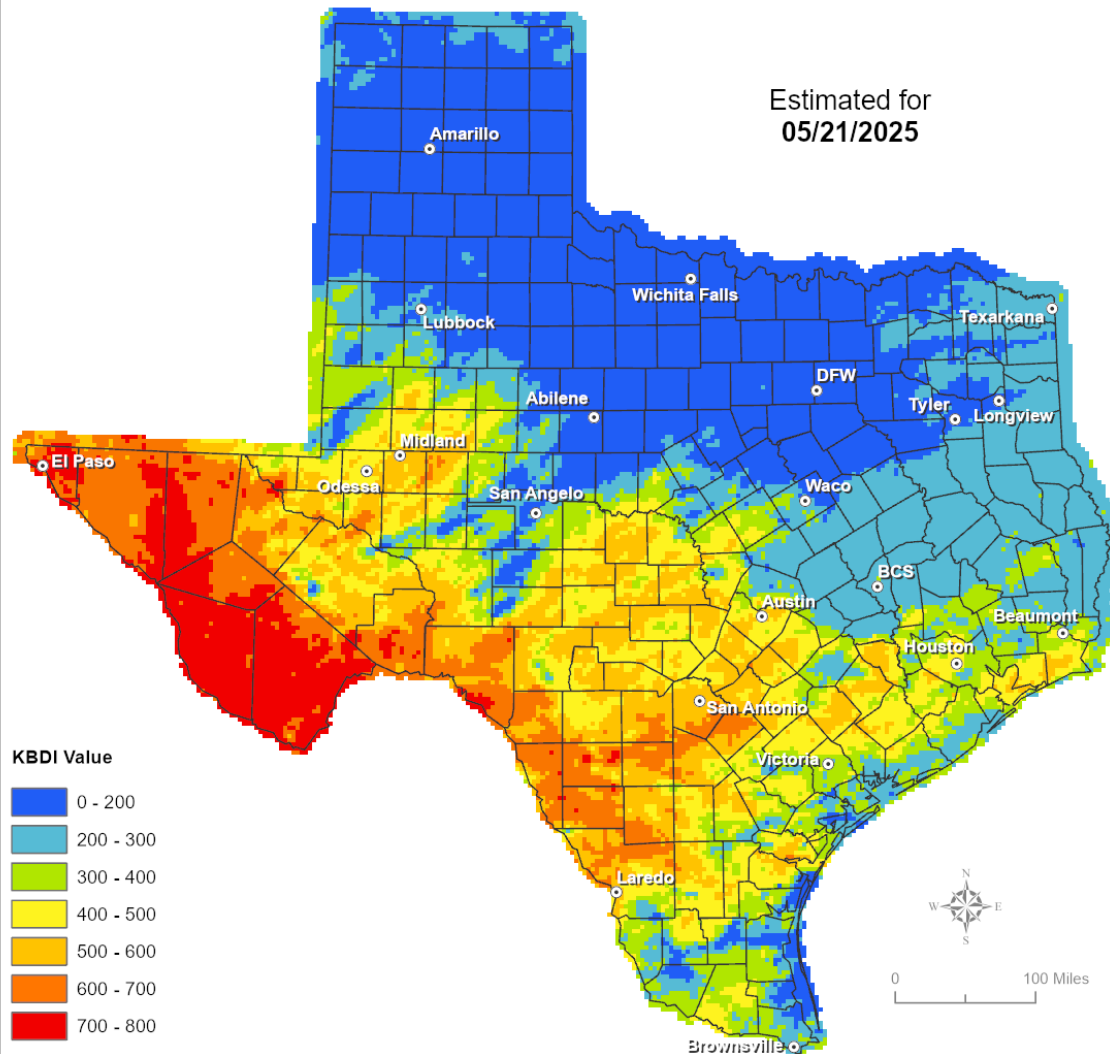 Estimated for
05/21/2025
Amarillo
Wichita Falls
Lubbock
Texarkana
DFW
Abilene
Tyler
Longview
Midland
El Paso
Odessa
San Angelo
Waco
BCS
Austin
Beaumont
Houston
San Antonio
Victoria
Laredo
Brownsville
KBDI Value
0 - 200
200 - 300
300 - 400
400 - 500
500 - 600
600 - 700
700 - 800
N
W E
S
0 100 Miles